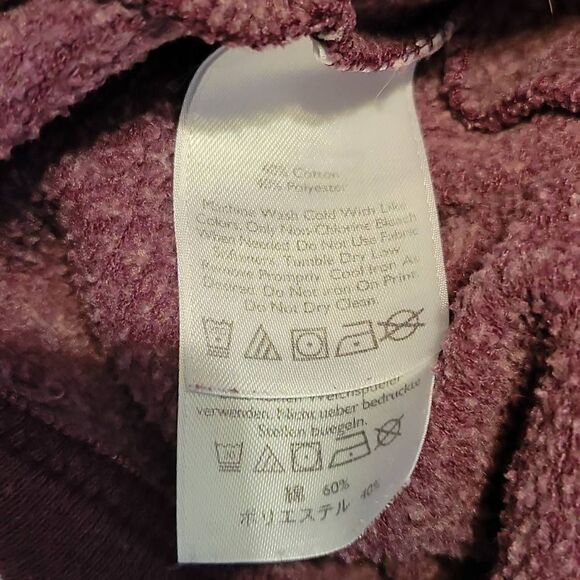 60% Cotton
40% Polyester
Machine Wash Cold With Like
Colors. Only Non-Chlorine Bleach
When Needed. Do Not Use Fabric
Softeners. Tumble Dry Low.
Remove Promptly. Cool Iron. As
Desired. Do Not Iron On Print.
Do Not Dry Clean.
Weichspueler
verwenden. Nicht ueber bedruckte
Stellen buegeln.
30
綿 60%
ポリエステル 40%